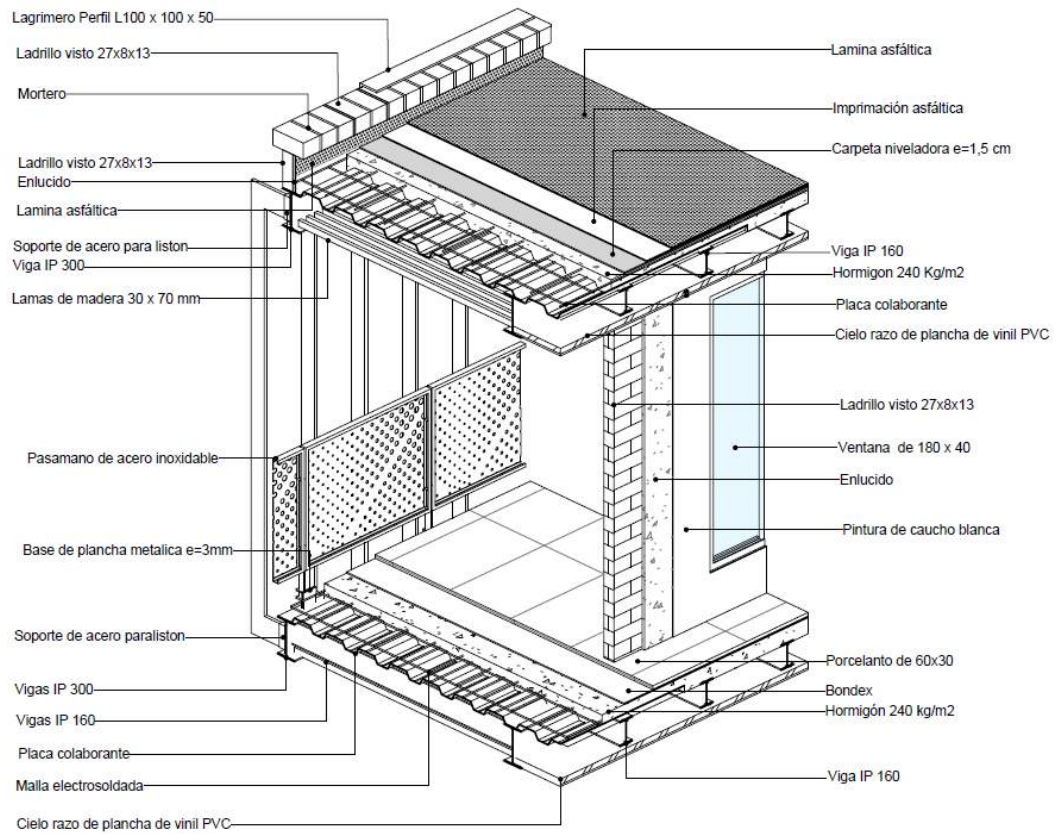 Lagrimero Perfil L100 x 100 x 50
Ladrillo visto 27x8x13
Mortero
Ladrillo visto 27x8x13
Enlucido
Lamina asfáltica
Soporte de acero para liston
Viga IP 300
Lamas de madera 30 x 70 mm
Pasamano de acero inoxidable
Base de plancha metalica e=3mm
Soporte de acero paraliston
Vigas IP 300
Vigas IP 160
Placa colaborante
Malla electrosoldada
Cielo razo de plancha de vinil PVC
Lamina asfáltica
Imprimación asfáltica
Carpeta niveladora e=1,5 cm
Viga IP 160
Hormigon 240 Kg/m2
Placa colaborante
Cielo razo de plancha de vinil PVC
Ladrillo visto 27x8x13
Ventana de 180 x 40
Enlucido
Pintura de caucho blanca
Porcelanto de 60x30
Bondex
Hormigón 240 kg/m2
Viga IP 160